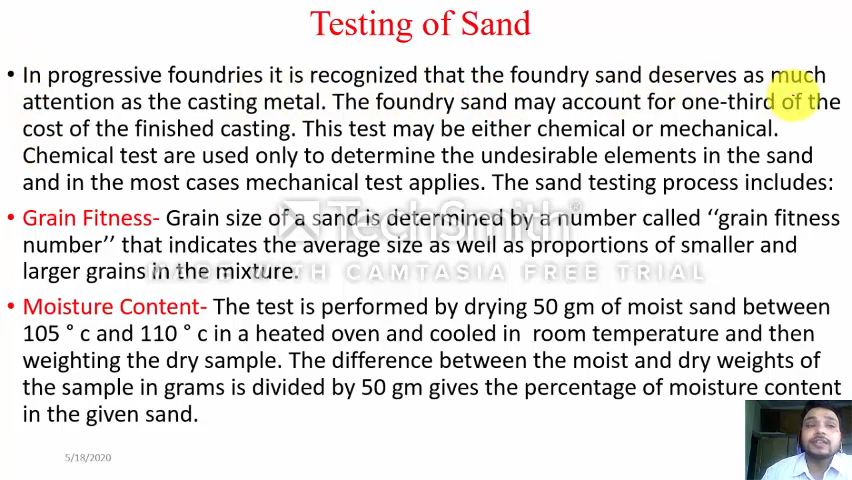 Testing of Sand
• In progressive foundries it is recognized that the foundry sand deserves as much
attention as the casting metal. The foundry sand may account for one-third of the
cost of the finished casting. This test may be either chemical or mechanical.
Chemical test are used only to determine the undesirable elements in the sand
and in the most cases mechanical test applies. The sand testing process includes:
• Grain Fitness- Grain size of a sand is determined by a number called ‘‘grain fitness
number’’ that indicates the average size as well as proportions of smaller and
larger grains in the mixture.
• Moisture Content- The test is performed by drying 50 gm of moist sand between
105 ° c and 110 ° c in a heated oven and cooled in room temperature and then
weighting the dry sample. The difference between the moist and dry weights of
the sample in grams is divided by 50 gm gives the percentage of moisture content
in the given sand.
TechSmith®
MADE WITH CAMTASIA FREE TRIAL
5/18/2020